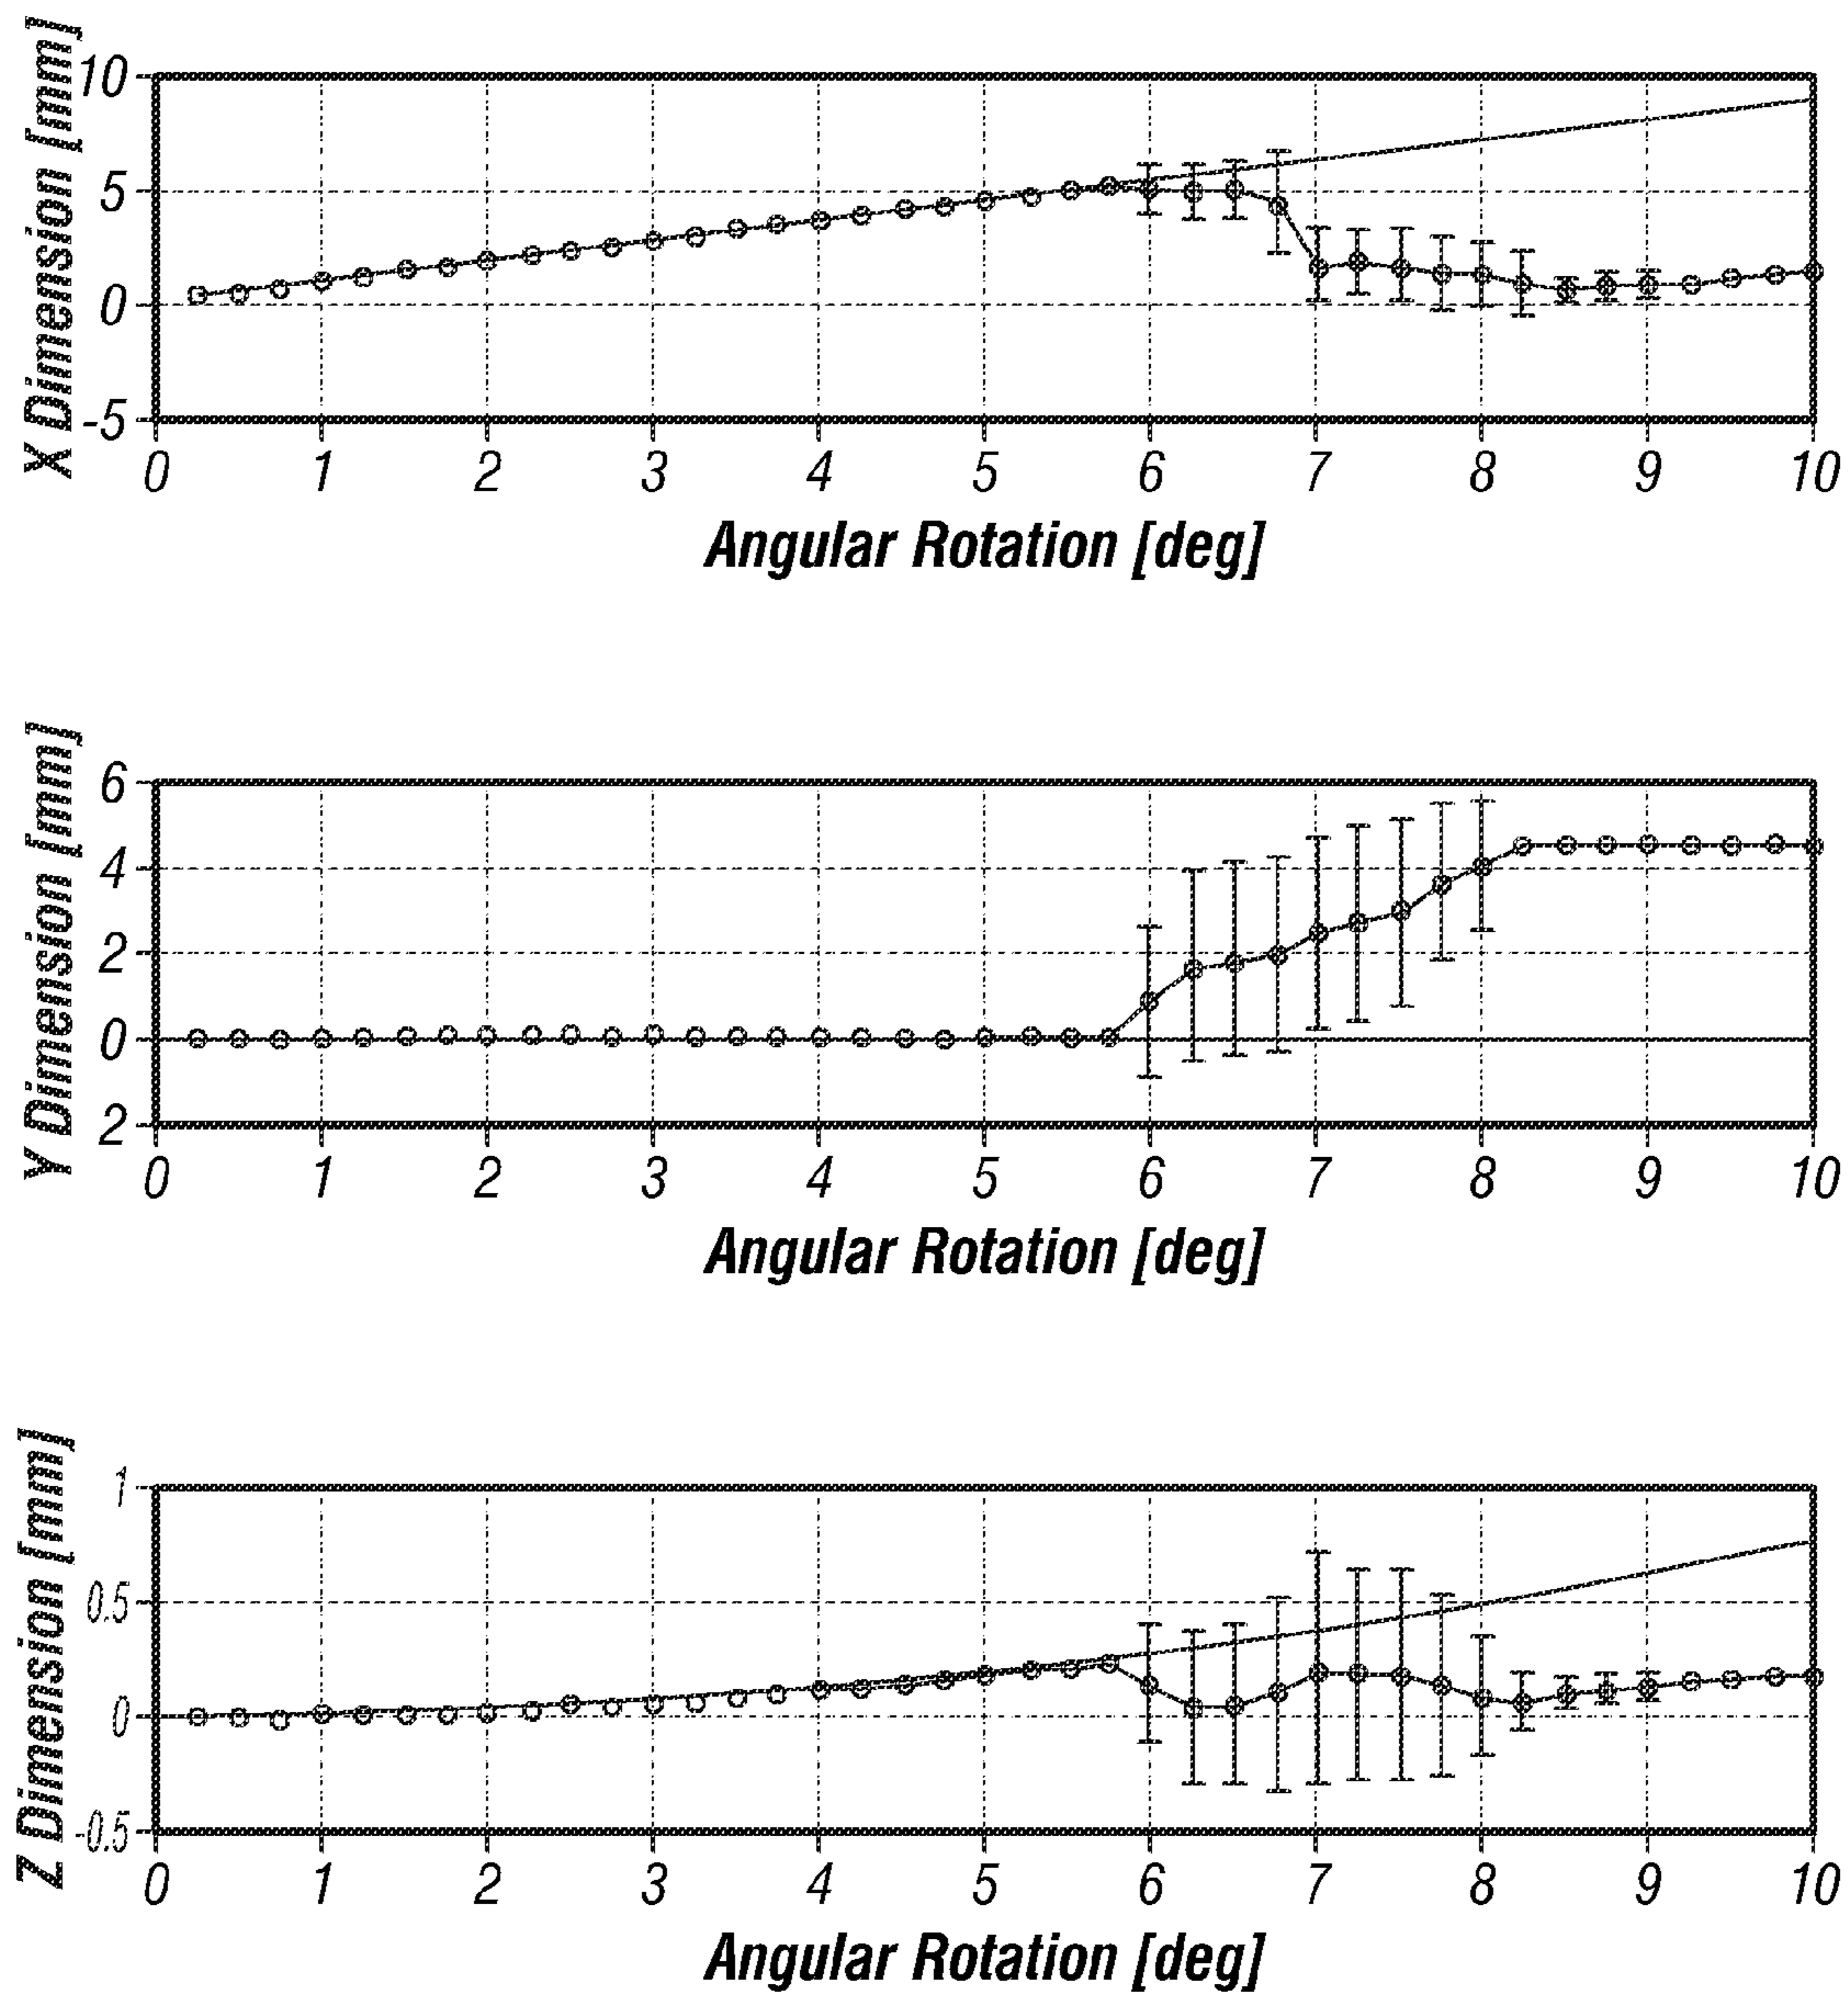 X Dimension [mm]
10
5
0
-5
0 1 2 3 4 5 6 7 8 9 10
Angular Rotation [deg]
Y Dimension [mm]
6
4
2
0
2
0 1 2 3 4 5 6 7 8 9 10
Angular Rotation [deg]
Z Dimension [mm]
1
0.5
0
-0.5
0 1 2 3 4 5 6 7 8 9 10
Angular Rotation [deg]